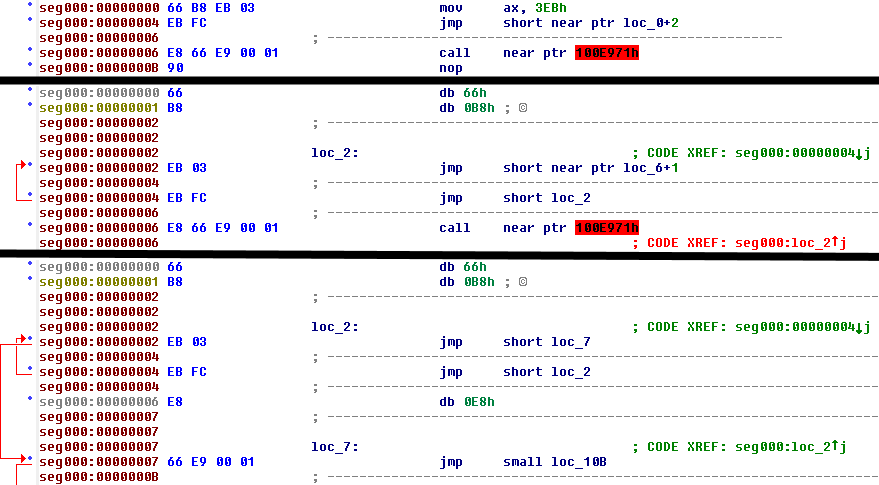 seg000:00000000 66 B8 EB 03 mov ax, 3EBh
seg000:00000004 EB FC jmp short near ptr loc_0+2
seg000:00000006 ; ---------------------------------------------------------------------------
seg000:00000006 E8 66 E9 00 01 call near ptr 100E971h
seg000:0000000B 90 nop
seg000:00000000 66 db 66h
seg000:00000001 B8 db 0B8h ; ©
seg000:00000002 ; ---------------------------------------------------------------------------
seg000:00000002
seg000:00000002 loc_2: ; CODE XREF: seg000:00000004↓j
seg000:00000002 EB 03 jmp short near ptr loc_6+1
seg000:00000004 ; ---------------------------------------------------------------------------
seg000:00000004 EB FC jmp short loc_2
seg000:00000006 ; ---------------------------------------------------------------------------
seg000:00000006 E8 66 E9 00 01 call near ptr 100E971h
seg000:00000006 ; CODE XREF: seg000:loc_2↑j
seg000:00000000 66 db 66h
seg000:00000001 B8 db 0B8h ; ©
seg000:00000002 ; ---------------------------------------------------------------------------
seg000:00000002
seg000:00000002 loc_2: ; CODE XREF: seg000:00000004↓j
seg000:00000002 EB 03 jmp short loc_7
seg000:00000004 ; ---------------------------------------------------------------------------
seg000:00000004 EB FC jmp short loc_2
seg000:00000004 ; ---------------------------------------------------------------------------
seg000:00000006 E8 db 0E8h
seg000:00000007 ; ---------------------------------------------------------------------------
seg000:00000007
seg000:00000007 loc_7: ; CODE XREF: seg000:loc_2↑j
seg000:00000007 66 E9 00 01 jmp small loc_10B
seg000:0000000B ; ---------------------------------------------------------------------------